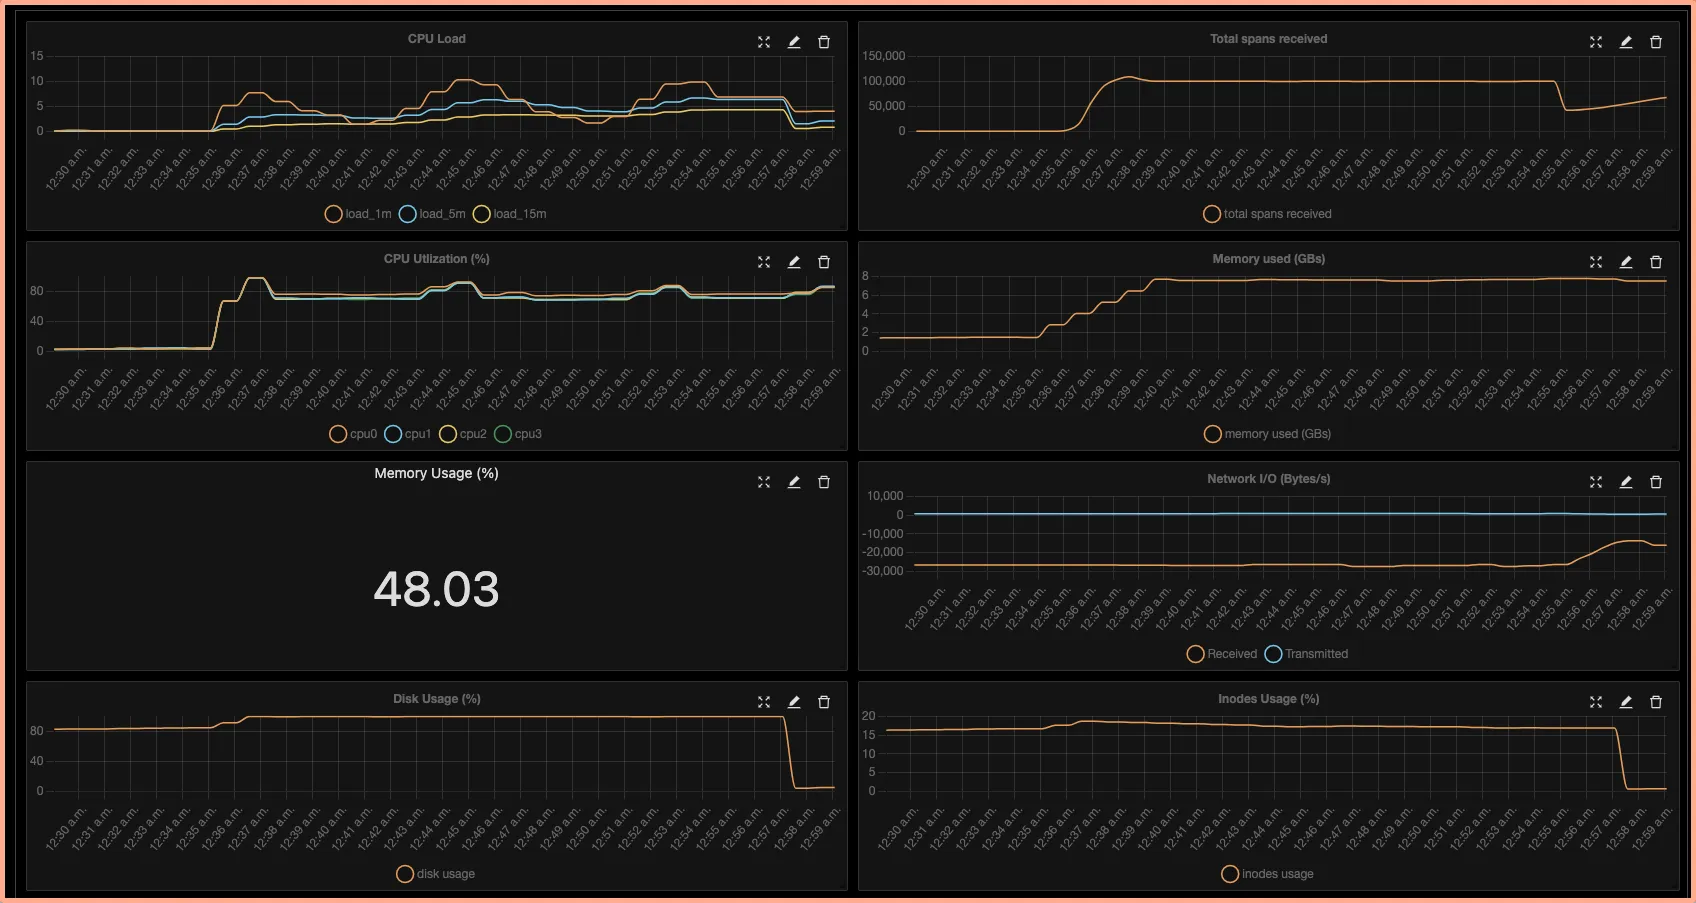 CPU Load
15
10
5
0
12:30 a.m. 12:31 a.m. 12:32 a.m. 12:33 a.m. 12:34 a.m. 12:35 a.m. 12:36 a.m. 12:37 a.m. 12:38 a.m. 12:39 a.m. 12:40 a.m. 12:41 a.m. 12:42 a.m. 12:43 a.m. 12:44 a.m. 12:45 a.m. 12:46 a.m. 12:47 a.m. 12:48 a.m. 12:49 a.m. 12:50 a.m. 12:51 a.m. 12:52 a.m. 12:53 a.m. 12:54 a.m. 12:55 a.m. 12:56 a.m. 12:57 a.m. 12:58 a.m. 12:59 a.m.
load_1m load_5m load_15m
Total spans received
150,000
100,000
50,000
0
12:30 a.m. 12:31 a.m. 12:32 a.m. 12:33 a.m. 12:34 a.m. 12:35 a.m. 12:36 a.m. 12:37 a.m. 12:38 a.m. 12:39 a.m. 12:40 a.m. 12:41 a.m. 12:42 a.m. 12:43 a.m. 12:44 a.m. 12:45 a.m. 12:46 a.m. 12:47 a.m. 12:48 a.m. 12:49 a.m. 12:50 a.m. 12:51 a.m. 12:52 a.m. 12:53 a.m. 12:54 a.m. 12:55 a.m. 12:56 a.m. 12:57 a.m. 12:58 a.m. 12:59 a.m.
total spans received
CPU Utlization (%)
80
40
0
12:30 a.m. 12:31 a.m. 12:32 a.m. 12:33 a.m. 12:34 a.m. 12:35 a.m. 12:36 a.m. 12:37 a.m. 12:38 a.m. 12:39 a.m. 12:40 a.m. 12:41 a.m. 12:42 a.m. 12:43 a.m. 12:44 a.m. 12:45 a.m. 12:46 a.m. 12:47 a.m. 12:48 a.m. 12:49 a.m. 12:50 a.m. 12:51 a.m. 12:52 a.m. 12:53 a.m. 12:54 a.m. 12:55 a.m. 12:56 a.m. 12:57 a.m. 12:58 a.m. 12:59 a.m.
cpu0 cpu1 cpu2 cpu3
Memory used (GBs)
8
6
4
2
0
12:30 a.m. 12:31 a.m. 12:32 a.m. 12:33 a.m. 12:34 a.m. 12:35 a.m. 12:36 a.m. 12:37 a.m. 12:38 a.m. 12:39 a.m. 12:40 a.m. 12:41 a.m. 12:42 a.m. 12:43 a.m. 12:44 a.m. 12:45 a.m. 12:46 a.m. 12:47 a.m. 12:48 a.m. 12:49 a.m. 12:50 a.m. 12:51 a.m. 12:52 a.m. 12:53 a.m. 12:54 a.m. 12:55 a.m. 12:56 a.m. 12:57 a.m. 12:58 a.m. 12:59 a.m.
memory used (GBs)
Memory Usage (%)
48.03
Network I/O (Bytes/s)
10,000
0
-10,000
-20,000
-30,000
12:30 a.m. 12:31 a.m. 12:32 a.m. 12:33 a.m. 12:34 a.m. 12:35 a.m. 12:36 a.m. 12:37 a.m. 12:38 a.m. 12:39 a.m. 12:40 a.m. 12:41 a.m. 12:42 a.m. 12:43 a.m. 12:44 a.m. 12:45 a.m. 12:46 a.m. 12:47 a.m. 12:48 a.m. 12:49 a.m. 12:50 a.m. 12:51 a.m. 12:52 a.m. 12:53 a.m. 12:54 a.m. 12:55 a.m. 12:56 a.m. 12:57 a.m. 12:58 a.m. 12:59 a.m.
Received Transmitted
Disk Usage (%)
80
40
0
12:30 a.m. 12:31 a.m. 12:32 a.m. 12:33 a.m. 12:34 a.m. 12:35 a.m. 12:36 a.m. 12:37 a.m. 12:38 a.m. 12:39 a.m. 12:40 a.m. 12:41 a.m. 12:42 a.m. 12:43 a.m. 12:44 a.m. 12:45 a.m. 12:46 a.m. 12:47 a.m. 12:48 a.m. 12:49 a.m. 12:50 a.m. 12:51 a.m. 12:52 a.m. 12:53 a.m. 12:54 a.m. 12:55 a.m. 12:56 a.m. 12:57 a.m. 12:58 a.m. 12:59 a.m.
disk usage
Inodes Usage (%)
20
15
10
5
0
12:30 a.m. 12:31 a.m. 12:32 a.m. 12:33 a.m. 12:34 a.m. 12:35 a.m. 12:36 a.m. 12:37 a.m. 12:38 a.m. 12:39 a.m. 12:40 a.m. 12:41 a.m. 12:42 a.m. 12:43 a.m. 12:44 a.m. 12:45 a.m. 12:46 a.m. 12:47 a.m. 12:48 a.m. 12:49 a.m. 12:50 a.m. 12:51 a.m. 12:52 a.m. 12:53 a.m. 12:54 a.m. 12:55 a.m. 12:56 a.m. 12:57 a.m. 12:58 a.m. 12:59 a.m.
inodes usage